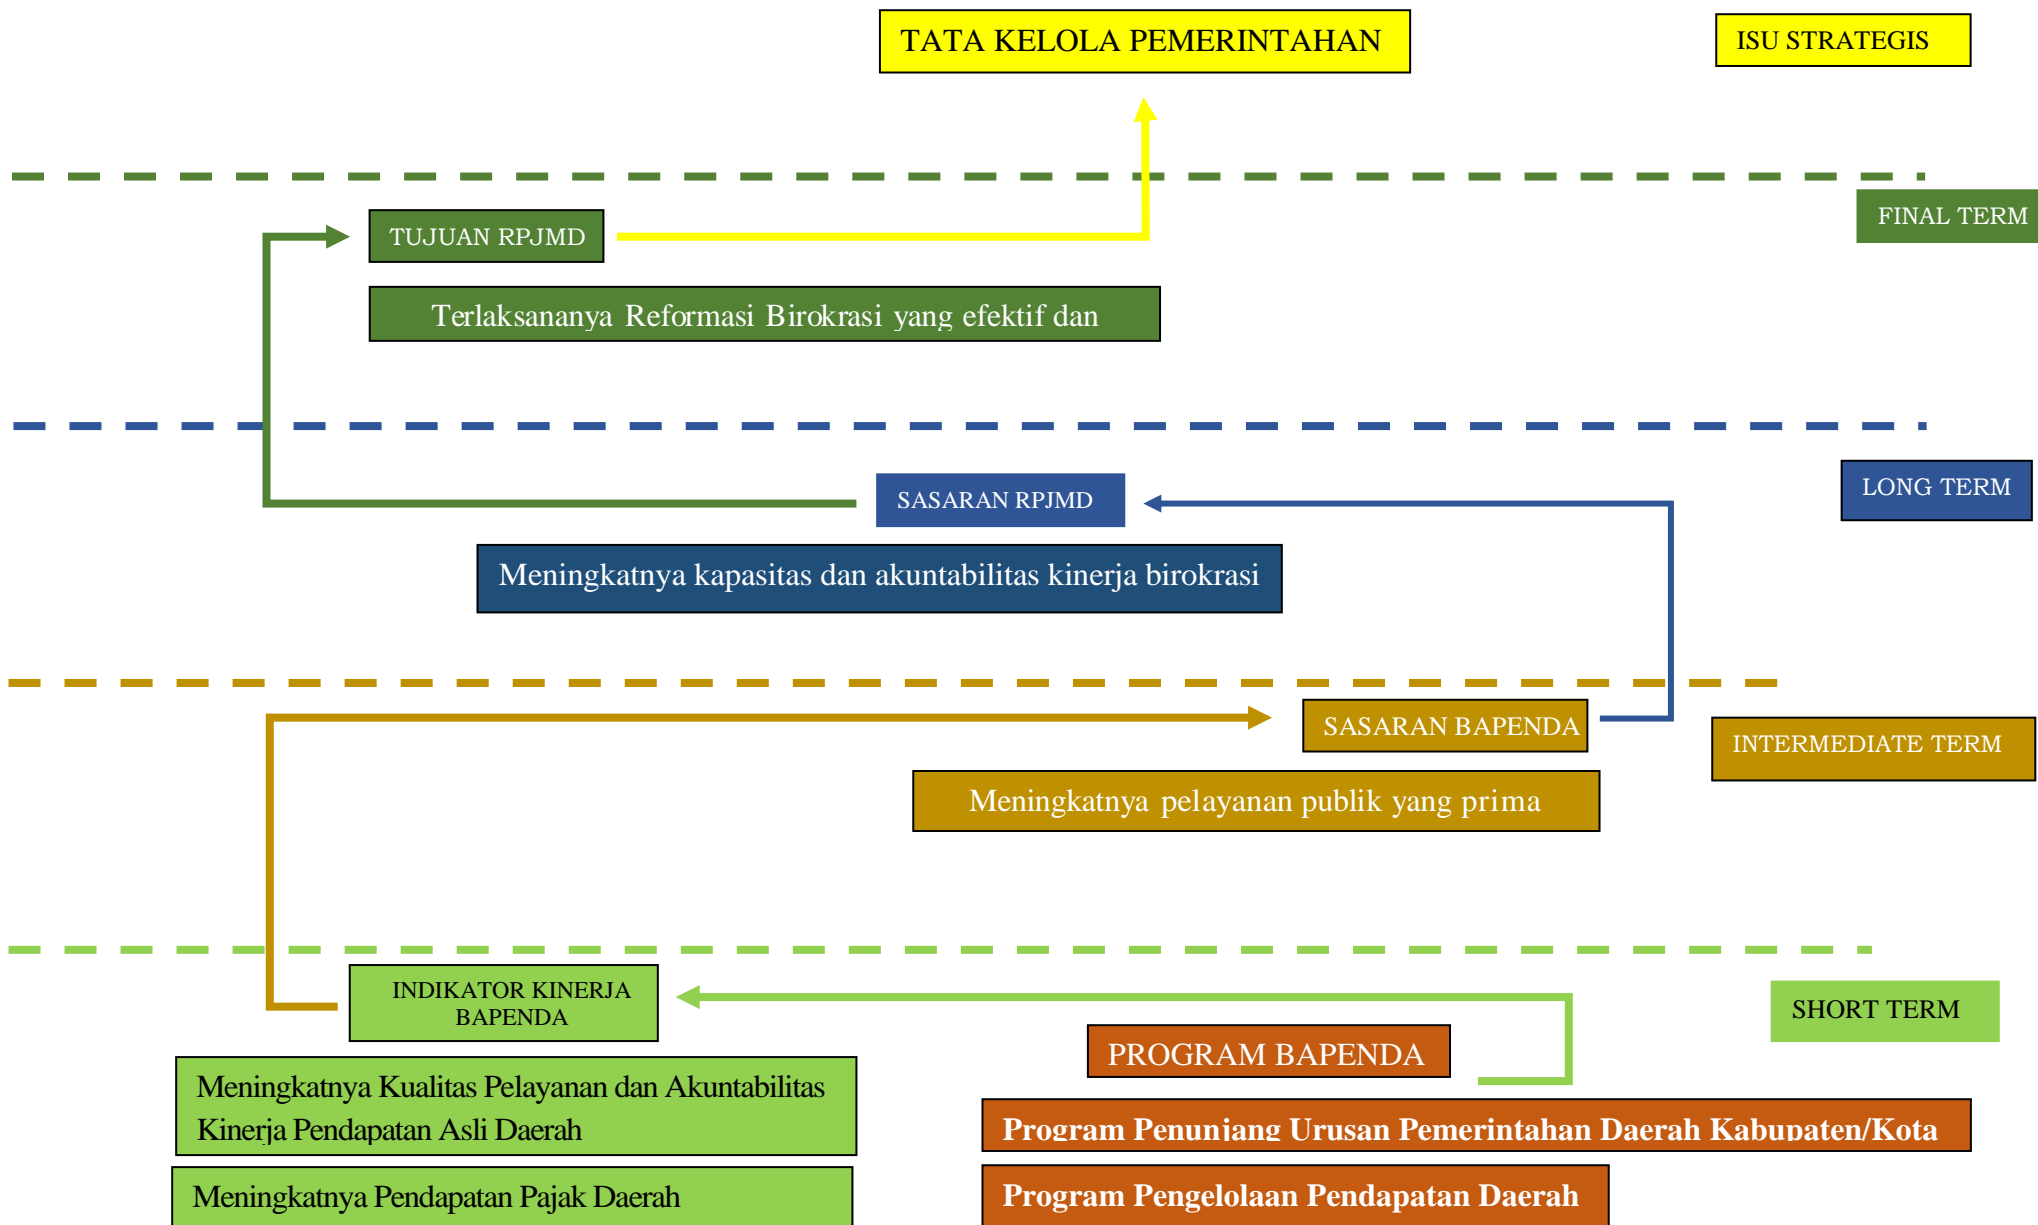 TATA KELOLA PEMERINTAHAN
ISU STRATEGIS
FINAL TERM
TUJUAN RPJMD
Terlaksananya Reformasi Birokrasi yang efektif dan
LONG TERM
SASARAN RPJMD
Meningkatnya kapasitas dan akuntabilitas kinerja birokrasi
SASARAN BAPENDA
INTERMEDIATE TERM
Meningkatnya pelayanan publik yang prima
INDIKATOR KINERJA
BAPENDA
SHORT TERM
PROGRAM BAPENDA
Meningkatnya Kualitas Pelayanan dan Akuntabilitas
Kinerja Pendapatan Asli Daerah
Program Penunjang Urusan Pemerintahan Daerah Kabupaten/Kota
Meningkatnya Pendapatan Pajak Daerah
Program Pengelolaan Pendapatan Daerah